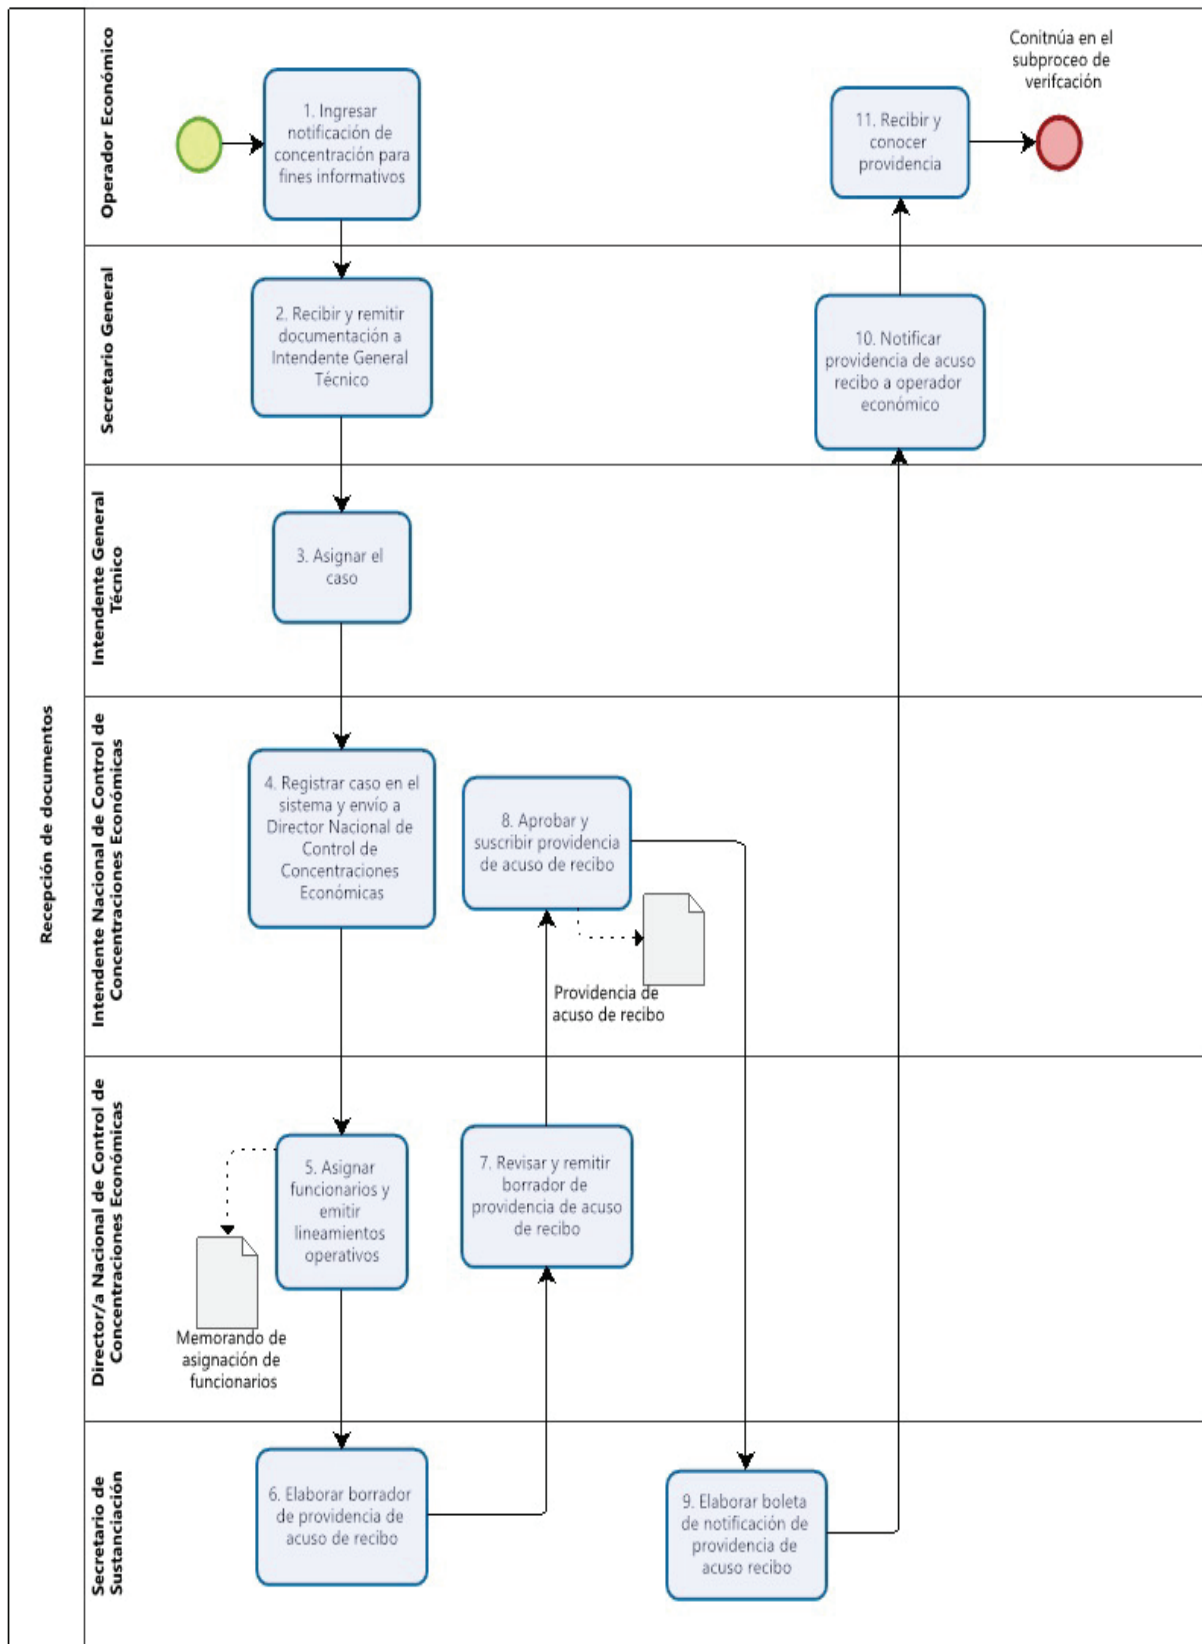 Recepción de documentos
Operador Económico
1. Ingresar
notificación de
concentración para
fines informativos
11. Recibir y
conocer
providencia
Conitnúa en el
subproceo de
verifcación
Secretario General
2. Recibir y remitir
documentación a
Intendente General
Técnico
10. Notificar
providencia de acuso
recibo a operador
económico
Intendente General
Técnico
3. Asignar el
caso
Intendente Nacional de Control de
Concentraciones Económicas
4. Registrar caso en el
sistema y envío a
Director Nacional de
Control de
Concentraciones
Económicas
8. Aprobar y
suscribir providencia
de acuso de recibo
Providencia de
acuso de recibo
Director/a Nacional de Control de
Concentraciones Económicas
5. Asignar
funcionarios y
emitir
lineamientos
operativos
Memorando de
asignación de
funcionarios
7. Revisar y remitir
borrador de
providencia de acuso
de recibo
Secretario de
Sustanciación
6. Elaborar borrador
de providencia de
acuso de recibo
9. Elaborar boleta
de notificación de
providencia de
acuso recibo